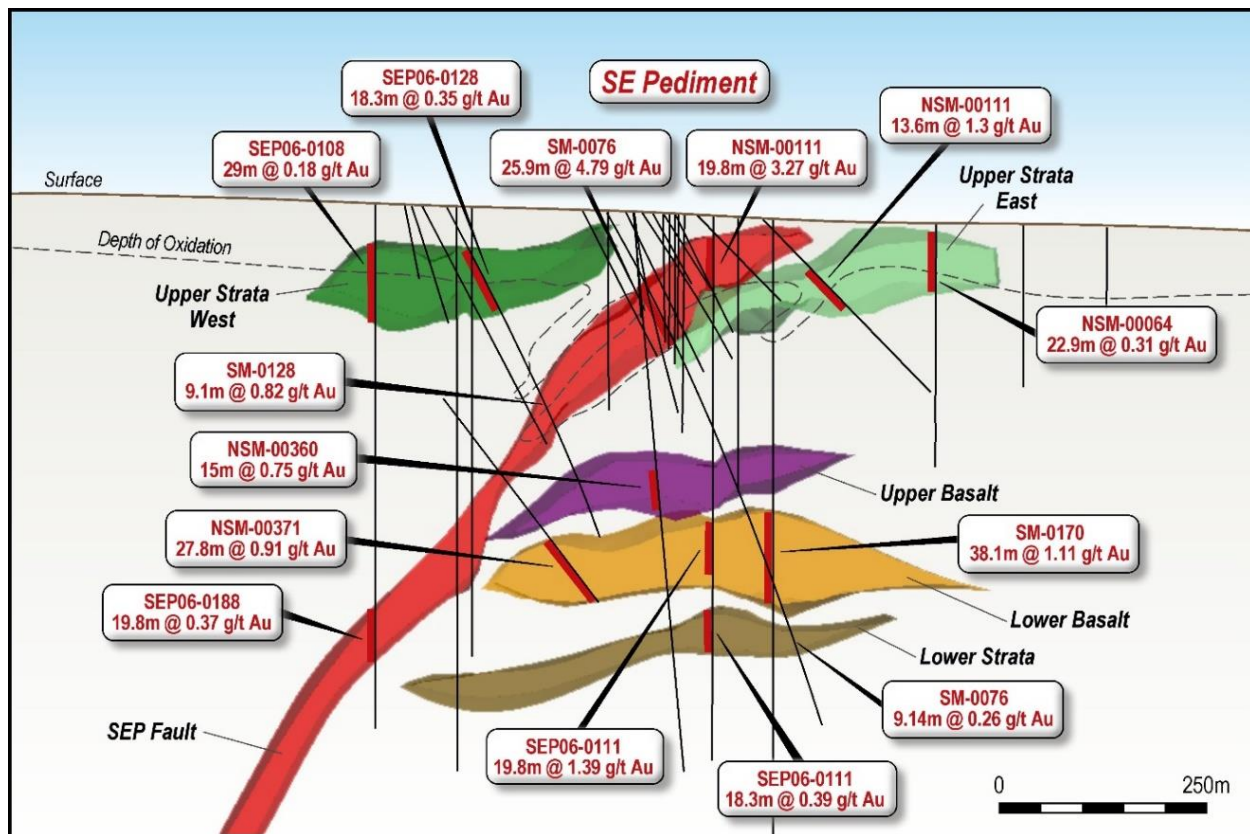 SE Pediment
SEP06-0128
18.3m @ 0.35 g/t Au
NSM-00111
13.6m @ 1.3 g/t Au
SEP06-0108
29m @ 0.18 g/t Au
SM-0076
25.9m @ 4.79 g/t Au
NSM-00111
19.8m @ 3.27 g/t Au
Surface
Upper Strata
East
Depth of Oxidation
Upper Strata
West
NSM-00064
22.9m @ 0.31 g/t Au
SM-0128
9.1m @ 0.82 g/t Au
NSM-00360
15m @ 0.75 g/t Au
Upper Basalt
NSM-00371
27.8m @ 0.91 g/t Au
SM-0170
38.1m @ 1.11 g/t Au
SEP06-0188
19.8m @ 0.37 g/t Au
Lower Basalt
Lower Strata
SM-0076
9.14m @ 0.26 g/t Au
SEP Fault
SEP06-0111
19.8m @ 1.39 g/t Au
SEP06-0111
18.3m @ 0.39 g/t Au
0 250m